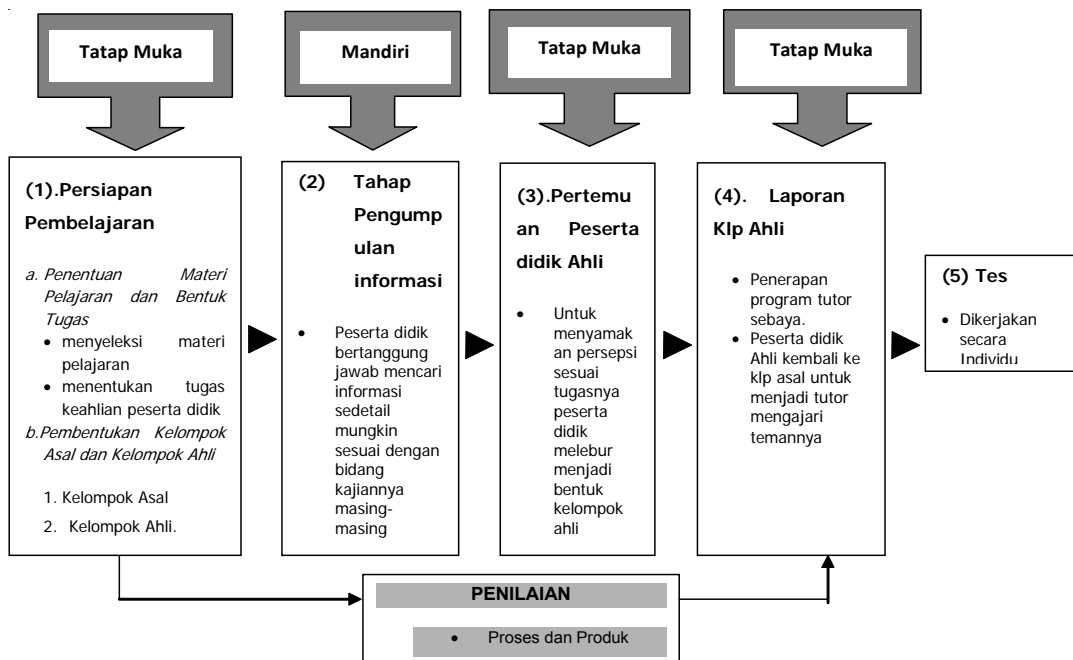 Tatap Muka
Mandiri
Tatap Muka
Tatap Muka
(1).Persiapan
Pembelajaran
a. Penentuan Materi
Pelajaran dan Bentuk
Tugas
• menyeleksi materi
pelajaran
• menentukan tugas
keahlian peserta didik
b.Pembentukan Kelompok
Asal dan Kelompok Ahli
1. Kelompok Asal
2. Kelompok Ahli.
(2) Tahap
Pengump
ulan
informasi
• Peserta didik
bertanggung
jawab mencari
informasi
sedetail
mungkin
sesuai dengan
bidang
kajiannya
masing-
masing
(3).Pertemu
an Peserta
didik Ahli
• Untuk
menyamak
an persepsi
sesuai
tugasnya
peserta
didik
melebur
menjadi
bentuk
kelompok
ahli
(4). Laporan
Klp Ahli
• Penerapan
program tutor
sebaya.
• Peserta didik
Ahli kembali ke
klp asal untuk
menjadi tutor
mengajari
temannya
(5) Tes
• Dikerjakan
secara
Individu
PENILAIAN
• Proses dan Produk